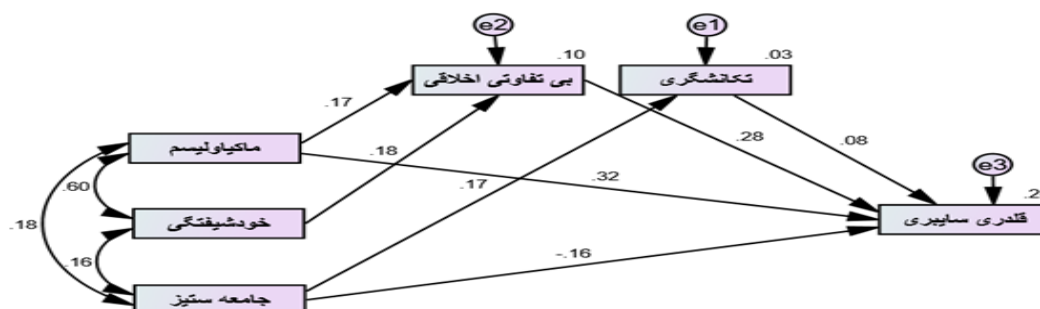 e2
e1
.10
.03
بی تفاوتی اخلاقی
تکانشگری
.17
.28
.08
ماکیاولیسم
.18
e3
.60
.17
.32
.2
.18
خودشیفتگی
قلدری سایبری
.16
-.16
جامعه ستیز